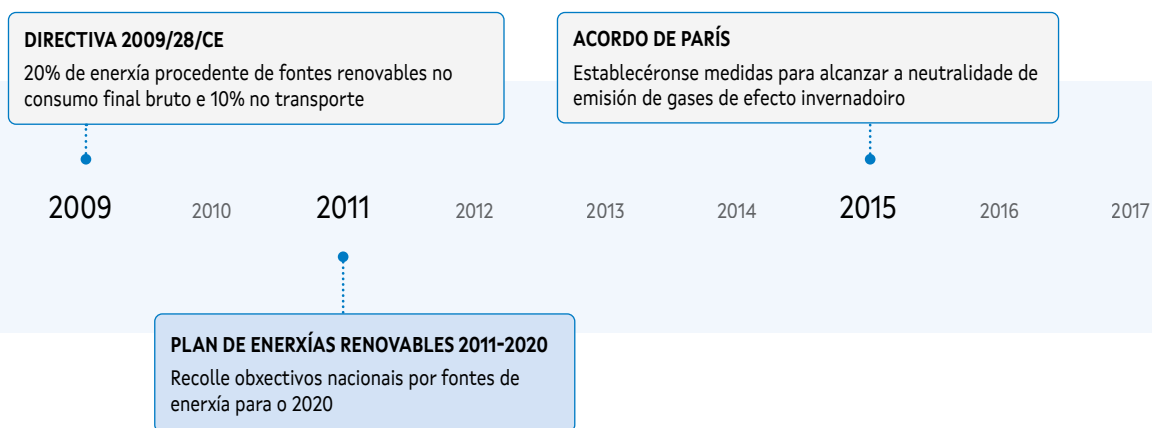 DIRECTIVA 2009/28/CE
20% de enerxía procedente de fontes renovables no
consumo final bruto e 10% no transporte
ACORDO DE PARÍS
Establecéronse medidas para alcanzar a neutralidade de
emisión de gases de efecto invernadoiro
2009 2010 2011 2012 2013 2014 2015 2016 2017
PLAN DE ENERXÍAS RENOVABLES 2011-2020
Recolle obxectivos nacionais por fontes de
enerxía para o 2020